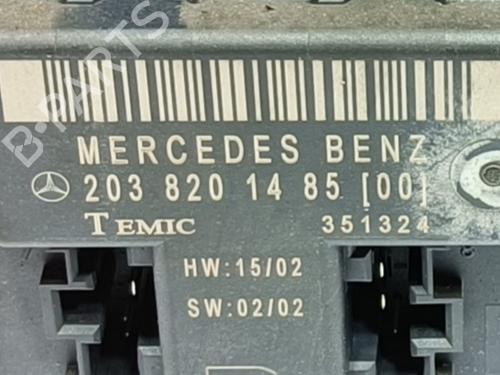 B-PARTS
MERCEDES BENZ
203 820 14 85 [00]
TEMIC 351324
HW:15/02
SW:02/02